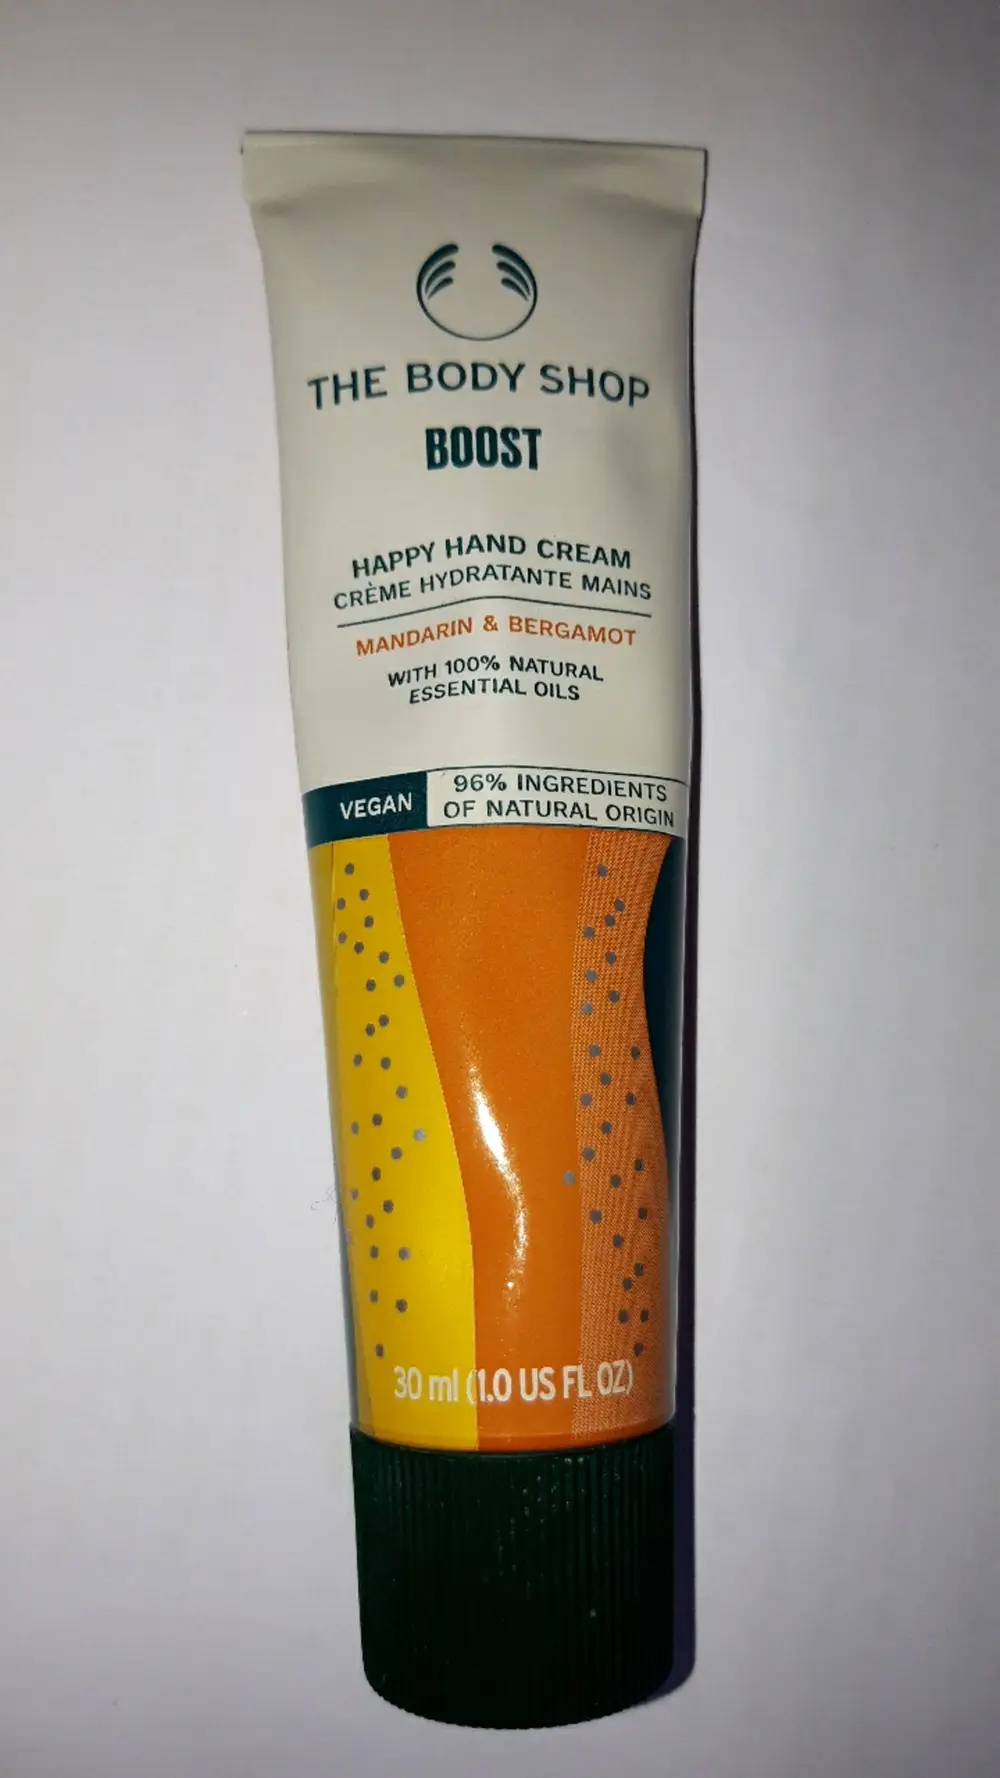 THE BODY SHOP
BOOST
HAPPY HAND CREAM
CRÈME HYDRATANTE MAINS
MANDARIN & BERGAMOT
WITH 100% NATURAL
ESSENTIAL OILS
VEGAN
96% INGREDIENTS
OF NATURAL ORIGIN
30 ml (1.0 US FL OZ)